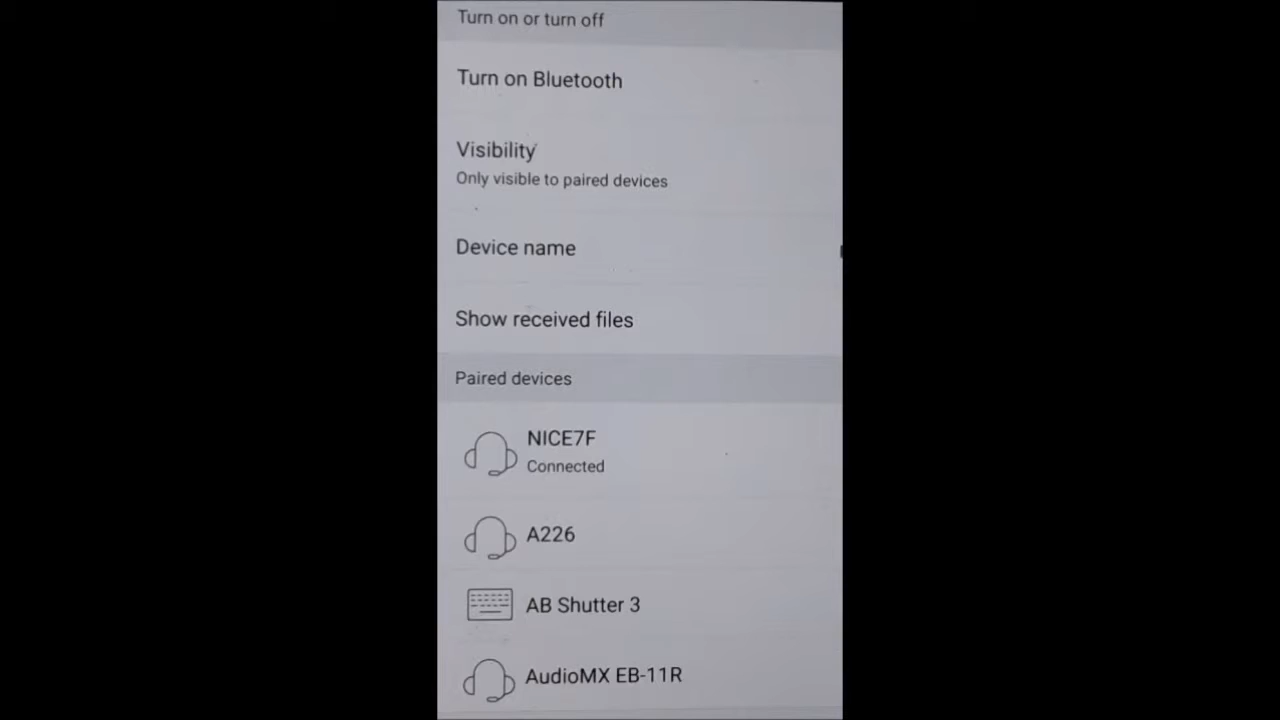 Turn on or turn off
Turn on Bluetooth
Visibility
Only visible to paired devices
Device name
Show received files
Paired devices
NICE7F
Connected
A226
AB Shutter 3
AudioMX EB-11R